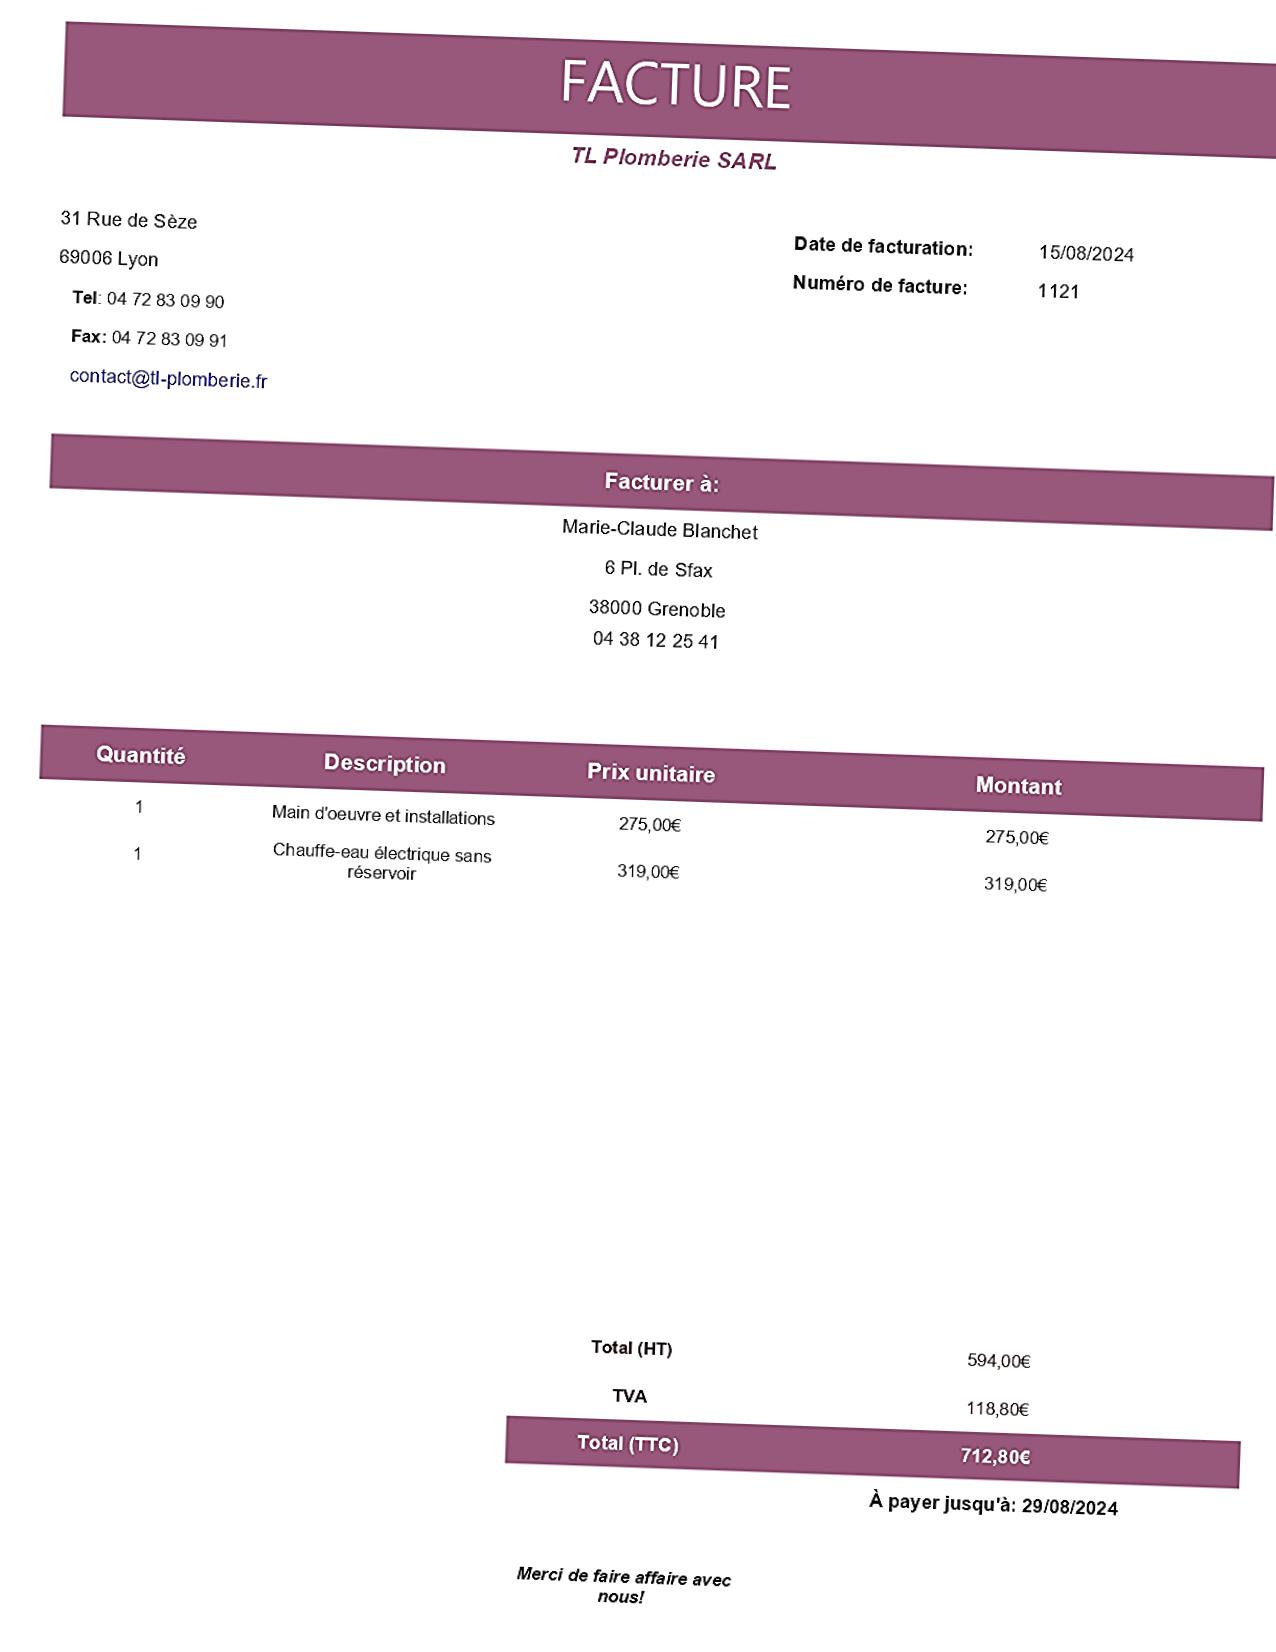 FACTURE
TL Plomberie SARL
31 Rue de Sèze
69006 Lyon
Tel: 04 72 83 09 90
Fax: 04 72 83 09 91
contact@tl-plomberie.fr
Date de facturation: 15/08/2024
Numéro de facture: 1121
Facturer à:
Marie-Claude Blanchet
6 Pl. de Sfax
38000 Grenoble
04 38 12 25 41
Quantité Description Prix unitaire Montant
1 Main d'oeuvre et installations 275,00€ 275,00€
1 Chauffe-eau électrique sans réservoir 319,00€ 319,00€
Total (HT) 594,00€
TVA 118,80€
Total (TTC) 712,80€
À payer jusqu'à: 29/08/2024
Merci de faire affaire avec
nous!